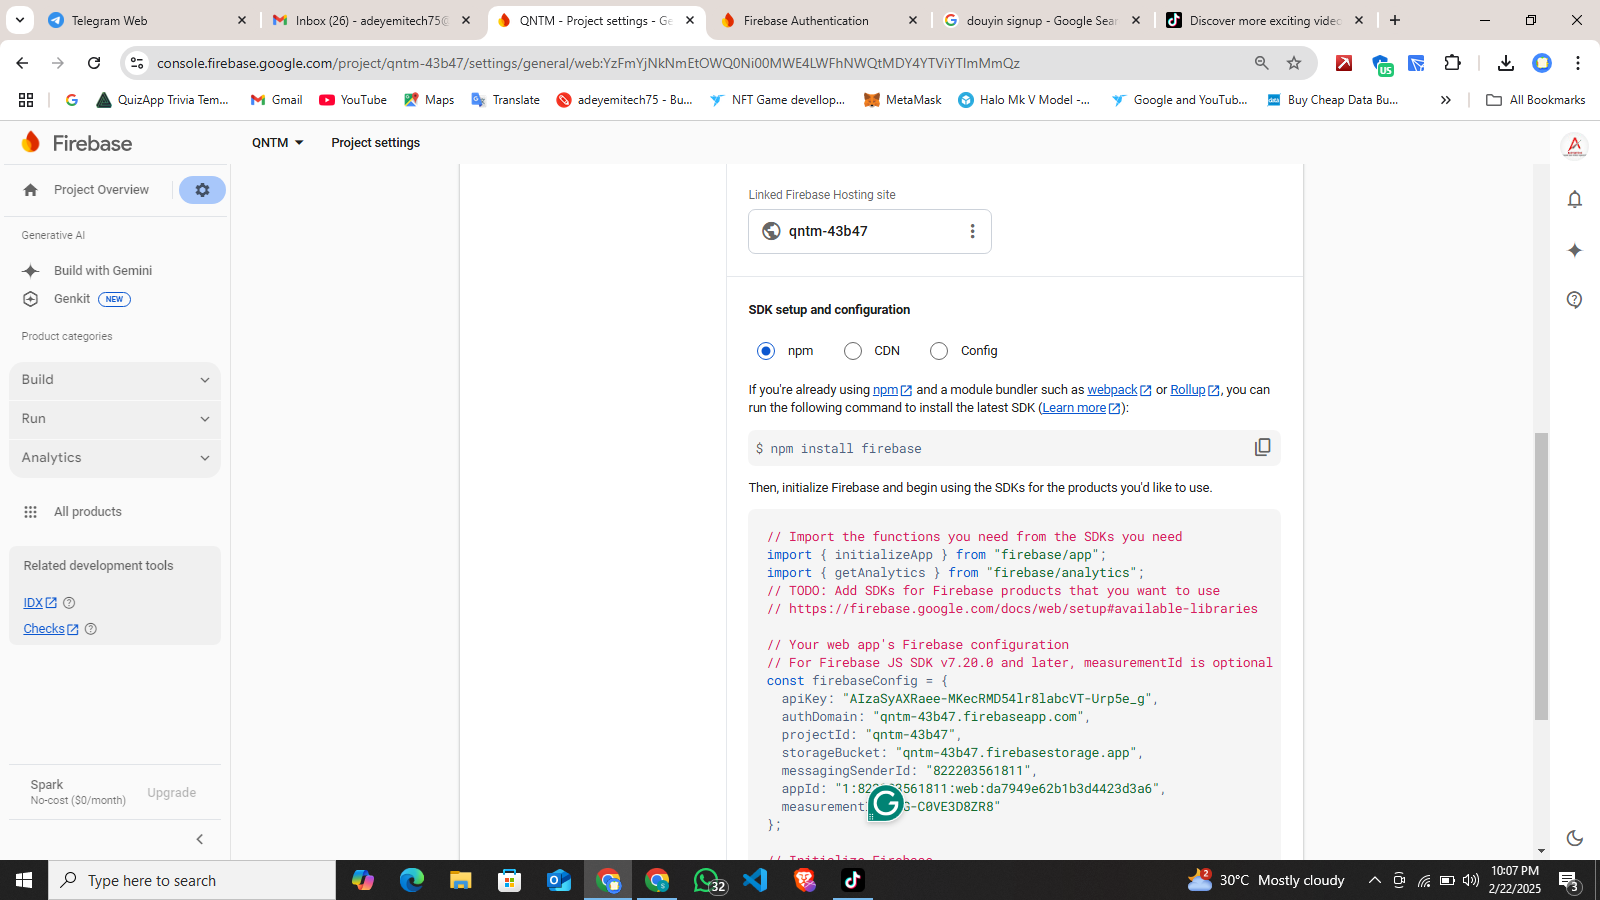 Telegram Web
Inbox (26) - adeyemitech75@
QNTM - Project settings - Ge
Firebase Authentication
douyin signup - Google Sear
Discover more exciting video
console.firebase.google.com/project/qntm-43b47/settings/general/web:YzFmYjNkNmEtOWQ0Ni00MWE4LWFhNWQtMDY4YTViYTlmMmQz
US
QuizApp Trivia Tem...
Gmail
YouTube
Maps
Translate
adeyemitech75 - Bu...
NFT Game devellop...
MetaMask
Halo Mk V Model -...
Google and YouTub...
Buy Cheap Data Bu...
All Bookmarks
Firebase
QNTM
Project settings
Project Overview
Generative AI
Build with Gemini
Genkit NEW
Product categories
Build
Run
Analytics
All products
Related development tools
IDX
Checks
Spark
No-cost ($0/month)
Upgrade
Linked Firebase Hosting site
qntm-43b47
SDK setup and configuration
npm CDN Config
If you're already using npm and a module bundler such as webpack or Rollup, you can
run the following command to install the latest SDK (Learn more):
$ npm install firebase
Then, initialize Firebase and begin using the SDKs for the products you'd like to use.
// Import the functions you need from the SDKs you need
import { initializeApp } from "firebase/app";
import { getAnalytics } from "firebase/analytics";
// TODO: Add SDKs for Firebase products that you want to use
// https://firebase.google.com/docs/web/setup#available-libraries
// Your web app's Firebase configuration
// For Firebase JS SDK v7.20.0 and later, measurementId is optional
const firebaseConfig = {
apiKey: "AIzaSyAXRaee-MKecRMD54lr8labcVT-Urp5e_g",
authDomain: "qntm-43b47.firebaseapp.com",
projectId: "qntm-43b47",
storageBucket: "qntm-43b47.firebasestorage.app",
messagingSenderId: "822203561811",
appId: "1:822203561811:web:da7949e62b1b3d4423d3a6",
G-C0VE3D8ZR8"
};
// Initialize Firebase
Type here to search
32
2
30°C Mostly cloudy
10:07 PM
2/22/2025
3